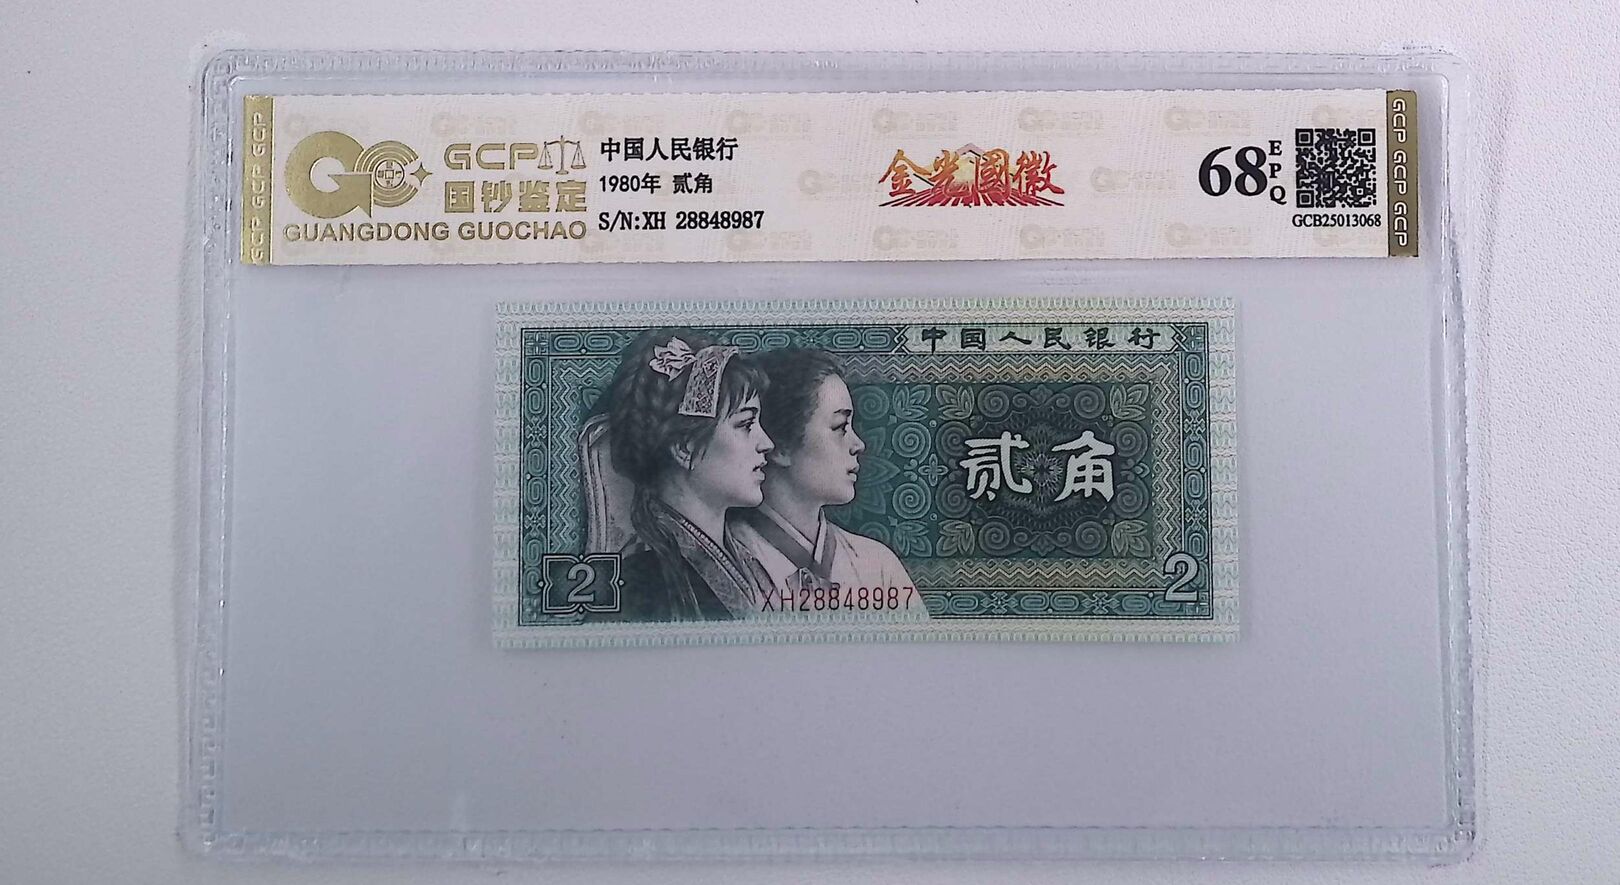 GCP GCP GCP
GCP
国钞鉴定
GUANGDONG GUOCHAO
中国人民银行
1980年 贰角
S/N:XH 28848987
金光國徽
68
EPQ
GCB25013068
GCP GCP GCP
中国人民银行
贰角
2
2
XH28848987